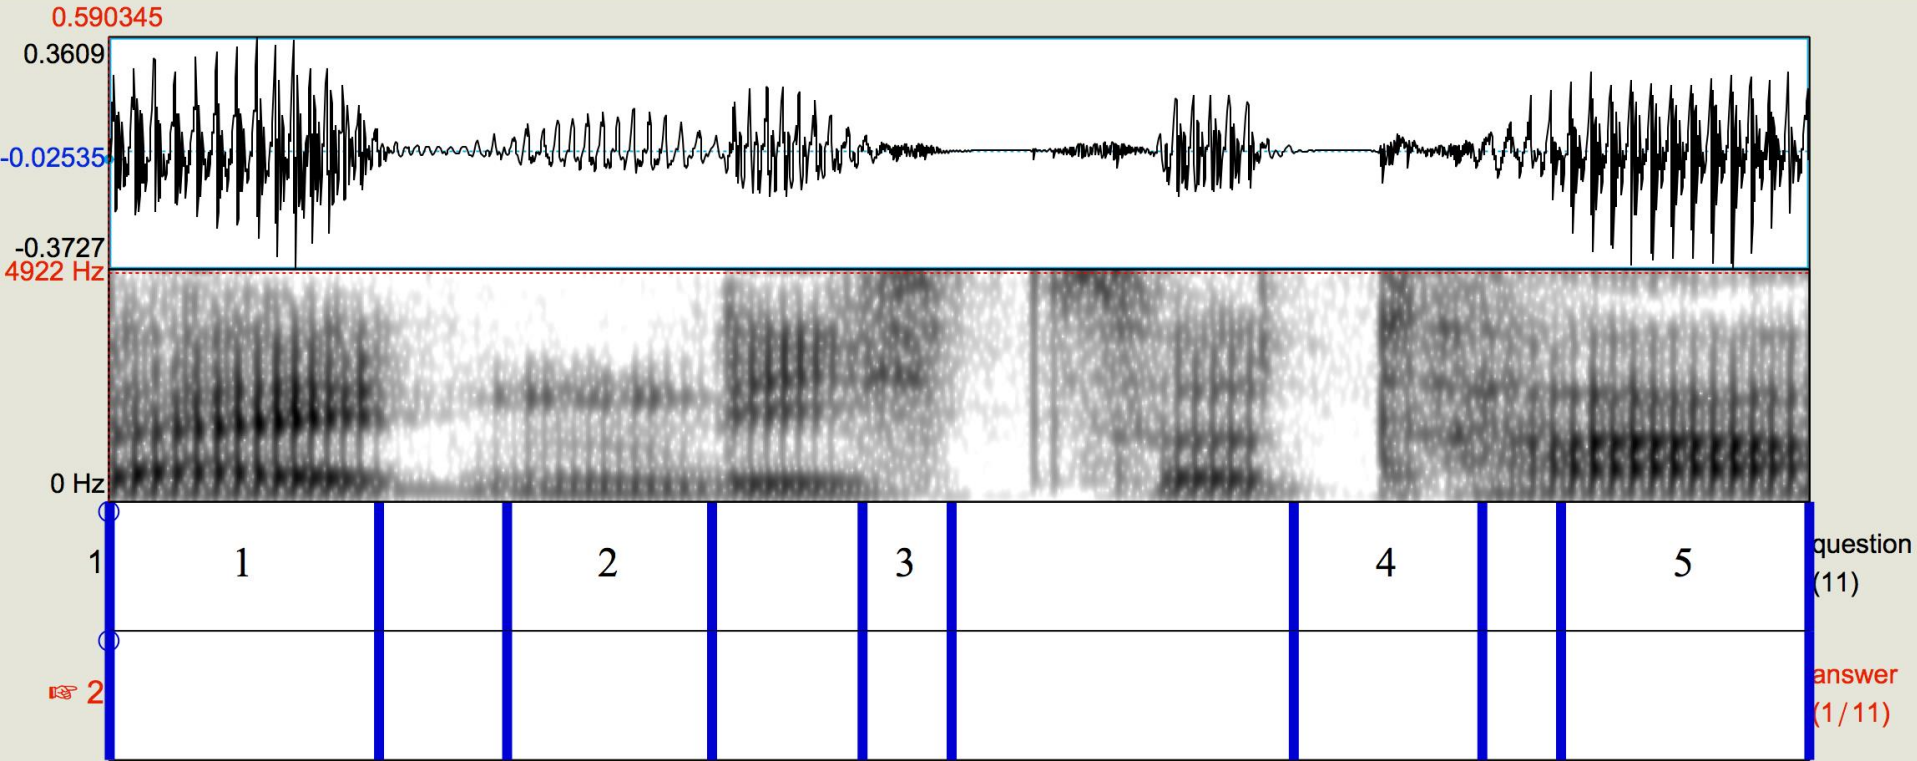 0.590345
0.3609
-0.02535
-0.3727
4922 Hz
0 Hz
1 1 2 3 4 5 question
(11)
☞ 2 answer
(1/11)